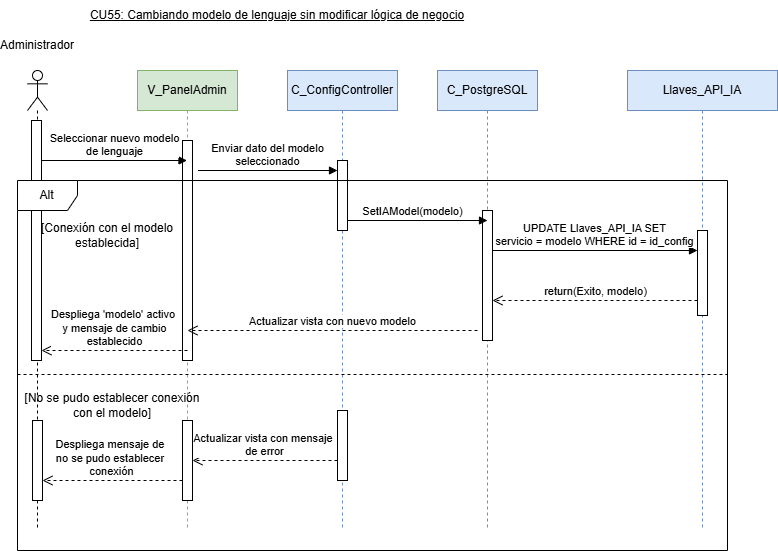 CU55: Cambiando modelo de lenguaje sin modificar lógica de negocio
Administrador
V_PanelAdmin
C_ConfigController
C_PostgreSQL
Llaves_API_IA
Seleccionar nuevo modelo
de lenguaje
Enviar dato del modelo
seleccionado
Alt
[Conexión con el modelo
establecida]
SetIAModel(modelo)
UPDATE Llaves_API_IA SET
servicio = modelo WHERE id = id_config
return(Exito, modelo)
Actualizar vista con nuevo modelo
Despliega 'modelo' activo
y mensaje de cambio
establecido
[No se pudo establecer conexión
con el modelo]
Actualizar vista con mensaje
de error
Despliega mensaje de
no se pudo establecer
conexión